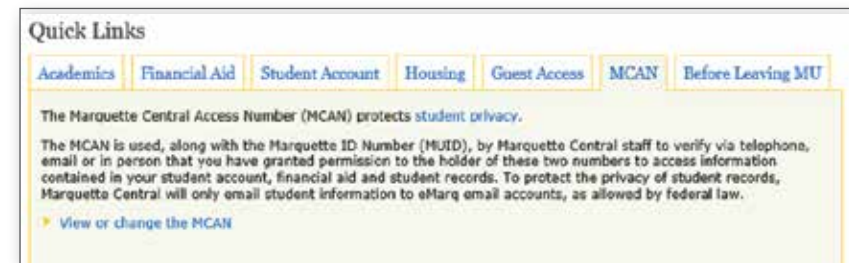 Quick Links
Academics Financial Aid Student Account Housing Guest Access MCAN Before Leaving MU
The Marquette Central Access Number (MCAN) protects student privacy.
The MCAN is used, along with the Marquette ID Number (MUID), by Marquette Central staff to verify via telephone,
email or in person that you have granted permission to the holder of these two numbers to access information
contained in your student account, financial aid and student records. To protect the privacy of student records,
Marquette Central will only email student information to eMarq email accounts, as allowed by federal law.
View or change the MCAN